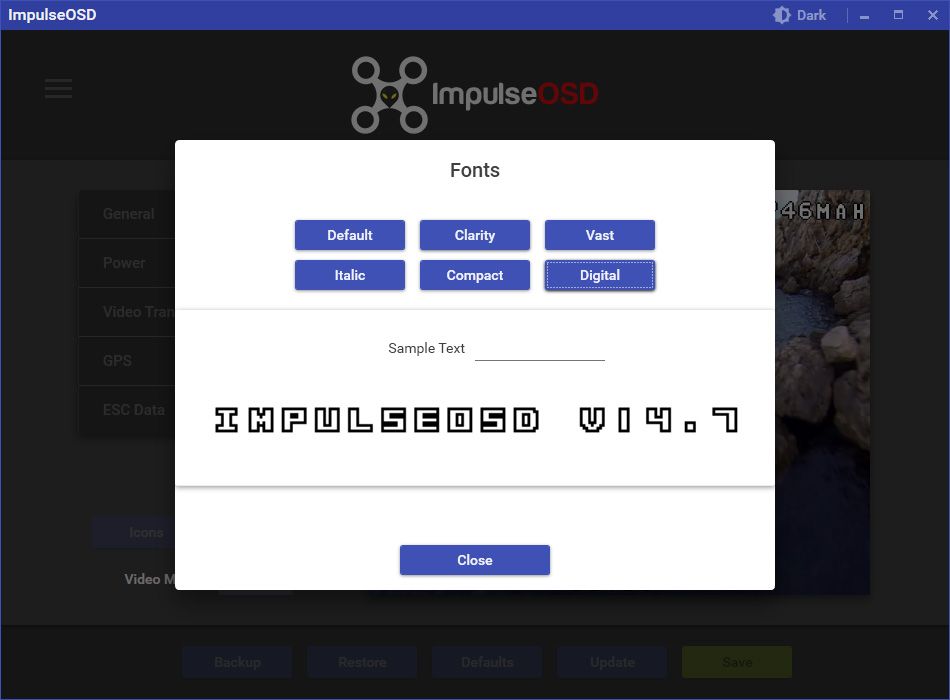 ImpulseOSD
Dark
ImpulseOSD
Fonts
Default
Clarity
Vast
Italic
Compact
Digital
Sample Text
IMPULSEOSD V14.7
General
Power
Video Tran
GPS
ESC Data
46MAH
Icons
Video M
Close
Backup
Restore
Defaults
Update
Save